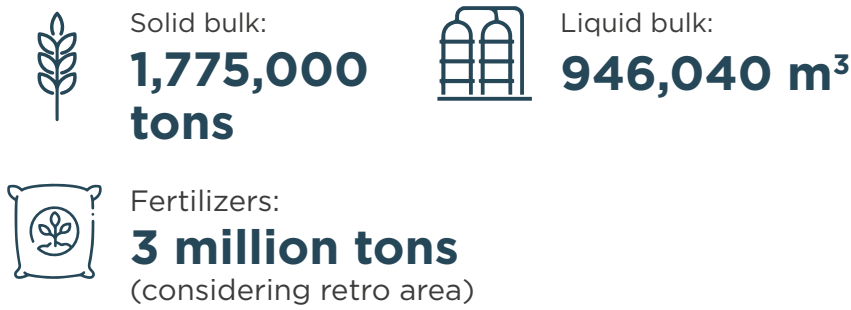 Solid bulk:
1,775,000
tons
Liquid bulk:
946,040 m³
Fertilizers:
3 million tons
(considering retro area)